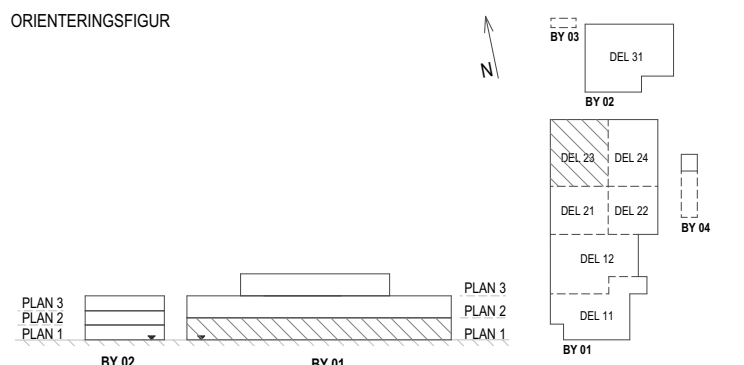 ORIENTERINGSFIGUR
N
BY 03
DEL 31
BY 02
DEL 23
DEL 24
DEL 21
DEL 22
BY 04
DEL 12
DEL 11
BY 01
PLAN 3
PLAN 2
PLAN 1
PLAN 3
PLAN 2
PLAN 1
BY 02
BY 01